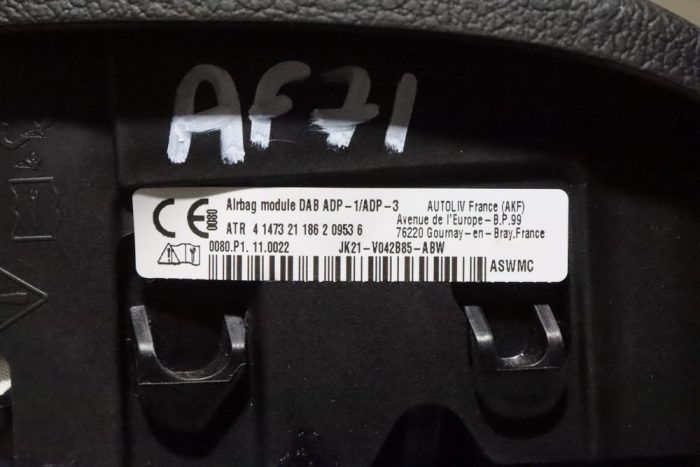 AF71
CE 0080
Airbag module DAB ADP-1/ADP-3
AUTOLIV France (AKF)
ATR 4 1473 21 186 2 0953 6
Avenue de l'Europe - B.P.99
76220 Gournay-en-Bray.France
0080.P1. 11.0022
JK21-V042B85-ABW
ASWMC